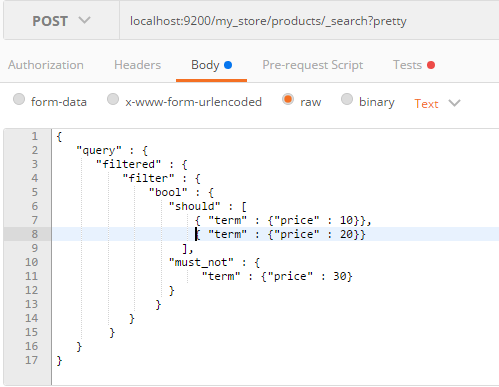 POST localhost:9200/my_store/products/_search?pretty
Authorization Headers Body Pre-request Script Tests
form-data x-www-form-urlencoded raw binary Text
1 {
2 "query" : {
3 "filtered" : {
4 "filter" : {
5 "bool" : {
6 "should" : [
7 { "term" : {"price" : 10}},
8 { "term" : {"price" : 20}}
9 ],
10 "must_not" : {
11 "term" : {"price" : 30}
12 }
13 }
14 }
15 }
16 }
17 }